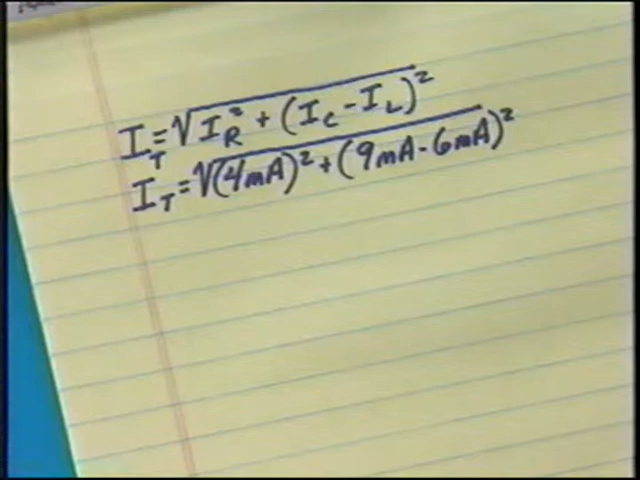 I_T = √I_R² + (I_C - I_L)²
I_T = √(4mA)² + (9mA - 6mA)²